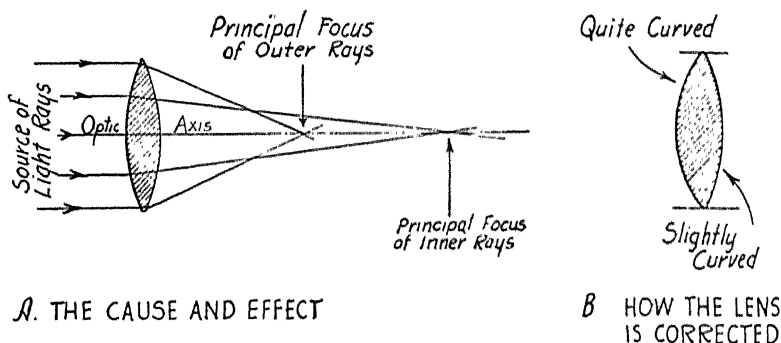 Principal Focus
of Outer Rays
Source of
Light Rays
Optic Axis
Principal Focus
of Inner Rays
A. THE CAUSE AND EFFECT
Quite Curved
Slightly
Curved
B HOW THE LENS
IS CORRECTED